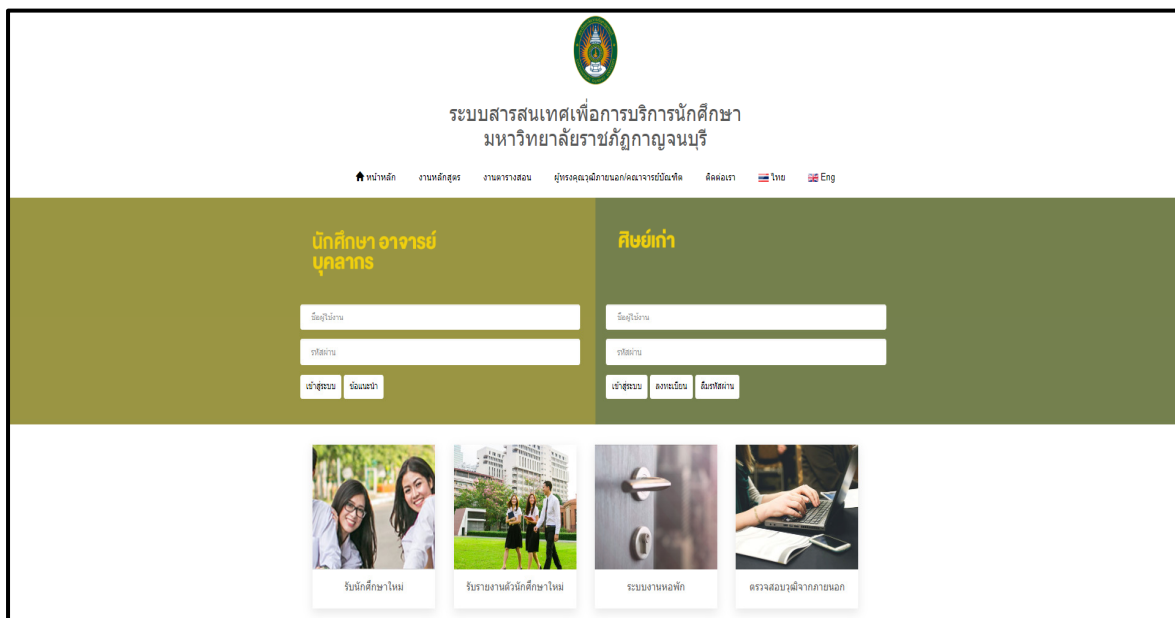 ระบบสารสนเทศเพื่อการบริการนักศึกษา
มหาวิทยาลัยราชภัฏกาญจนบุรี
หน้าหลัก งานหลักสูตร งานตารางสอน ผู้ทรงคุณวุฒิภายนอก/คณาจารย์บัณฑิต ติดต่อเรา ไทย Eng
นักศึกษา อาจารย์
บุคลากร
ชื่อผู้ใช้งาน
รหัสผ่าน
เข้าสู่ระบบ ข้อแนะนำ
ศิษย์เก่า
ชื่อผู้ใช้งาน
รหัสผ่าน
เข้าสู่ระบบ ลงทะเบียน ลืมรหัสผ่าน
รับนักศึกษาใหม่
รับรายงานตัวนักศึกษาใหม่
ระบบงานหอพัก
ตรวจสอบวุฒิจากภายนอก